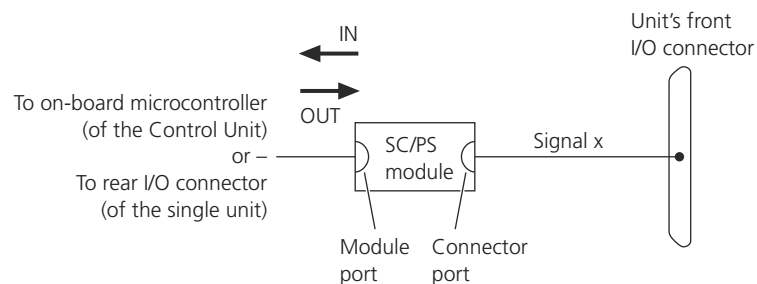 Unit's front
I/O connector
IN
OUT
To on-board microcontroller
(of the Control Unit)
or –
To rear I/O connector
(of the single unit)
SC/PS
module
Signal x
Module
port
Connector
port